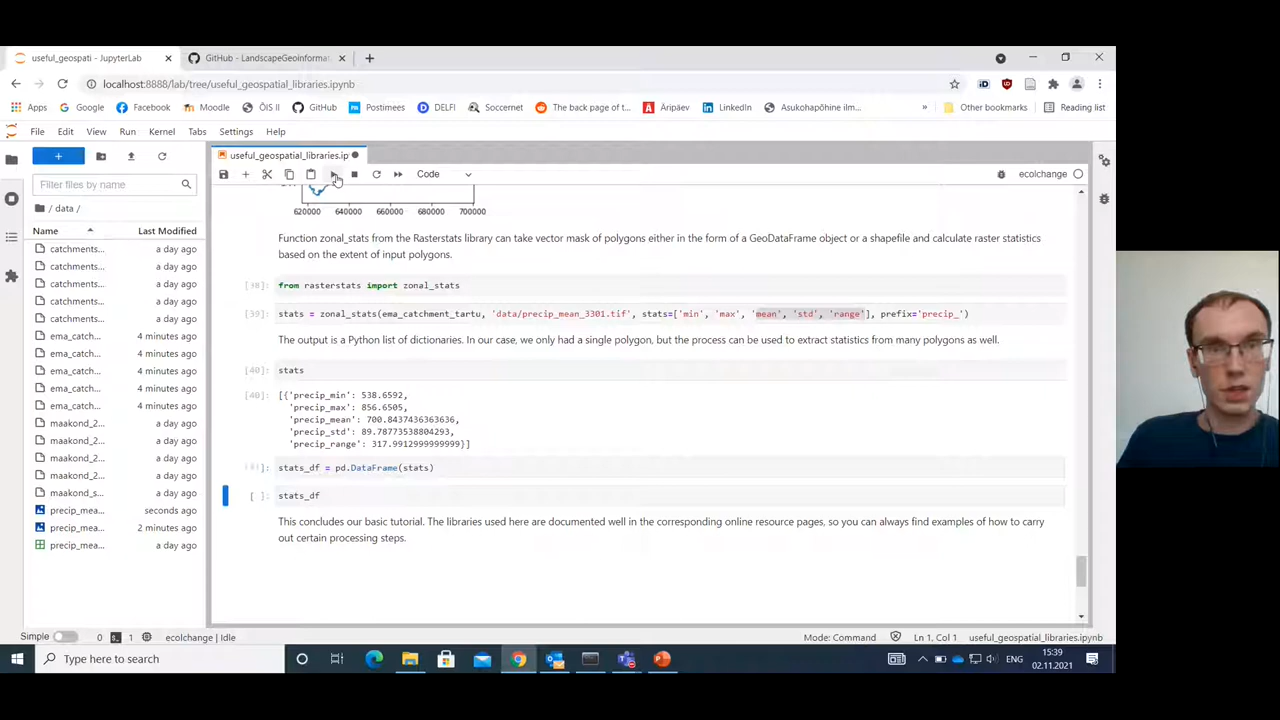 useful_geospati - JupyterLab
GitHub - LandscapeGeoinformat
localhost:8888/lab/tree/useful_geospatial_libraries.ipynb
Apps Google Facebook Moodle ÕIS II GitHub Postimees DELFI Soccernet The back page of t... Äripäev LinkedIn Asukohapõhine ilm... » Other bookmarks Reading list
File Edit View Run Kernel Tabs Settings Help
useful_geospatial_libraries.ip
Code
ecolchange
Filter files by name
/ data /
Name Last Modified
catchments... a day ago
catchments... a day ago
catchments... a day ago
catchments... a day ago
catchments... a day ago
ema_catch... 4 minutes ago
ema_catch... 4 minutes ago
ema_catch... 4 minutes ago
ema_catch... 4 minutes ago
ema_catch... 4 minutes ago
maakond_2... a day ago
maakond_2... a day ago
maakond_2... a day ago
maakond_2... a day ago
maakond_s... a day ago
precip_mea... seconds ago
precip_mea... 2 minutes ago
precip_mea... a day ago
620000 640000 660000 680000 700000
Function zonal_stats from the Rasterstats library can take vector mask of polygons either in the form of a GeoDataFrame object or a shapefile and calculate raster statistics
based on the extent of input polygons.
[38]: from rasterstats import zonal_stats
[39]: stats = zonal_stats(ema_catchment_tartu, 'data/precip_mean_3301.tif', stats=['min', 'max', 'mean', 'std', 'range'], prefix='precip_')
The output is a Python list of dictionaries. In our case, we only had a single polygon, but the process can be used to extract statistics from many polygons as well.
[40]: stats
[40]: [{'precip_min': 538.6592,
'precip_max': 856.6505,
'precip_mean': 700.8437436363636,
'precip_std': 89.78773538804293,
'precip_range': 317.9912999999999}]
stats_df = pd.DataFrame(stats)
[ ]: stats_df
This concludes our basic tutorial. The libraries used here are documented well in the corresponding online resource pages, so you can always find examples of how to carry
out certain processing steps.
Simple 0 1 ecolchange | Idle Mode: Command Ln 1, Col 1 useful_geospatial_libraries.ipynb
Type here to search
ENG
15:39
02.11.2021